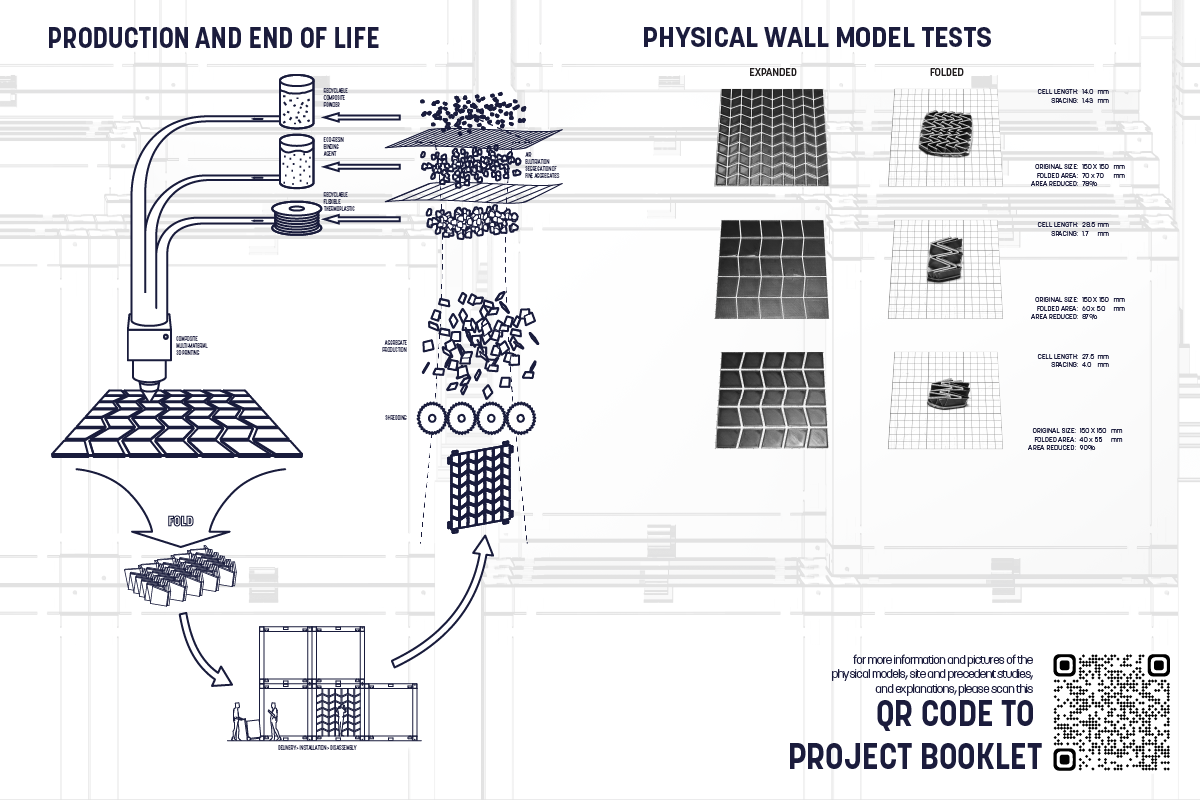 PRODUCTION AND END OF LIFE
RECYCLABLE
COMPOSITE
POWDER
ECO-RESIN
BINDING
AGENT
RECYCLABLE
FLEXIBLE
THERMOPLASTIC
AIR
ELUTRIATION
SEGREGATION OF
FINE AGGREGATES
COMPOSITE
MULTI-MATERIAL
3D PRINTING
AGGREGATE
PRODUCTION
SHREDDING
FOLD
DELIVERY > INSTALLATION > DISASSEMBLY
PHYSICAL WALL MODEL TESTS
EXPANDED
FOLDED
CELL LENGTH: 14.0 mm
SPACING: 1.43 mm
ORIGINAL SIZE: 150 X 150 mm
FOLDED AREA: 70 x 70 mm
AREA REDUCED: 78%
CELL LENGTH: 28.5 mm
SPACING: 1.7 mm
ORIGINAL SIZE: 150 X 150 mm
FOLDED AREA: 60 x 50 mm
AREA REDUCED: 87%
CELL LENGTH: 27.5 mm
SPACING: 4.0 mm
ORIGINAL SIZE: 150 X 150 mm
FOLDED AREA: 40 x 55 mm
AREA REDUCED: 90%
for more information and pictures of the
physical models, site and precedent studies,
and explanations, please scan this
QR CODE TO
PROJECT BOOKLET